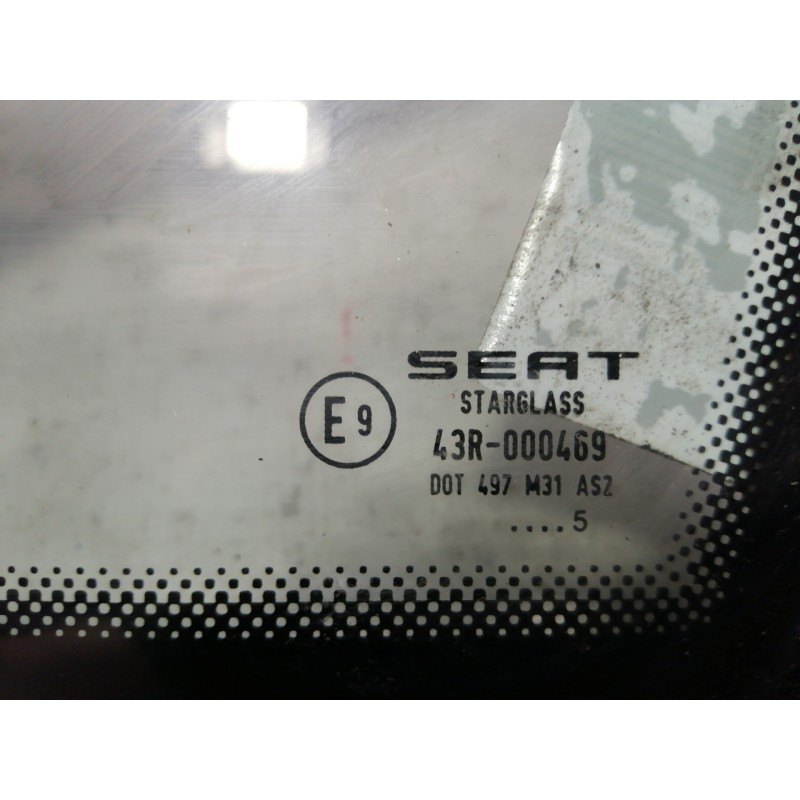 SEAT
STARGLASS
E9
43R-000469
DOT 497 M31 AS2
....5